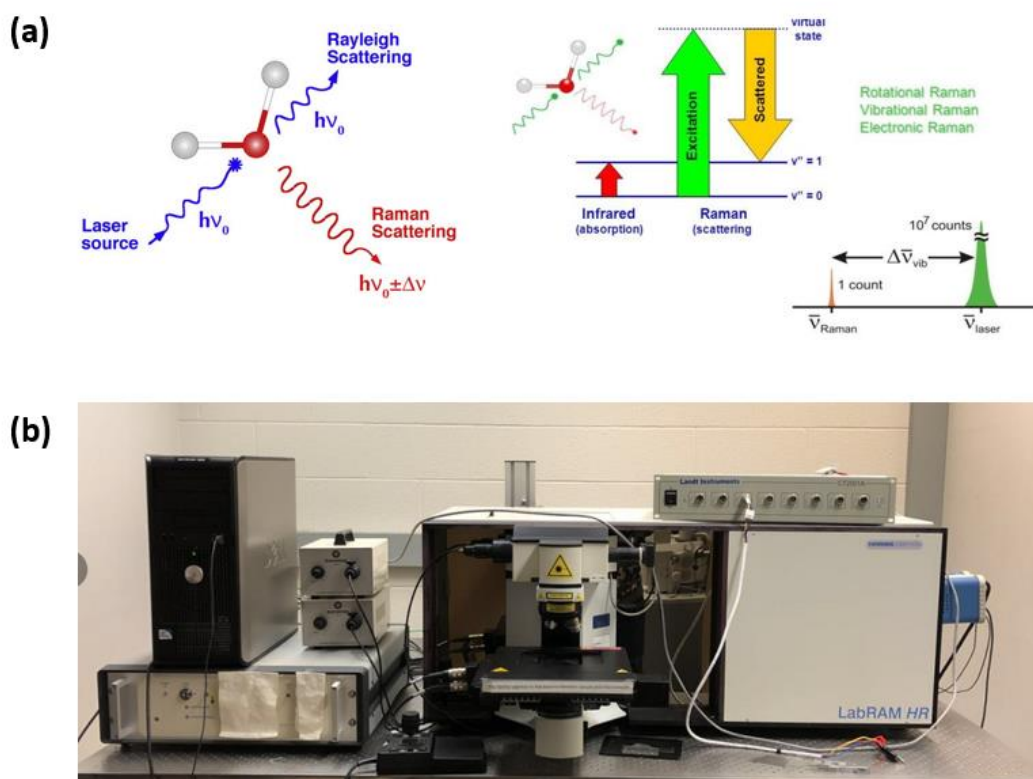 (a)
Rayleigh
Scattering
hν₀
Laser
source
hν₀
Raman
Scattering
hν₀±Δν
virtual
state
Excitation
Scattered
v" = 1
v" = 0
Infrared
(absorption)
Raman
(scattering
Rotational Raman
Vibrational Raman
Electronic Raman
10⁷ counts
Δν̅vib
1 count
ν̅Raman
ν̅laser
(b)
Landt Instruments
LabRAM HR